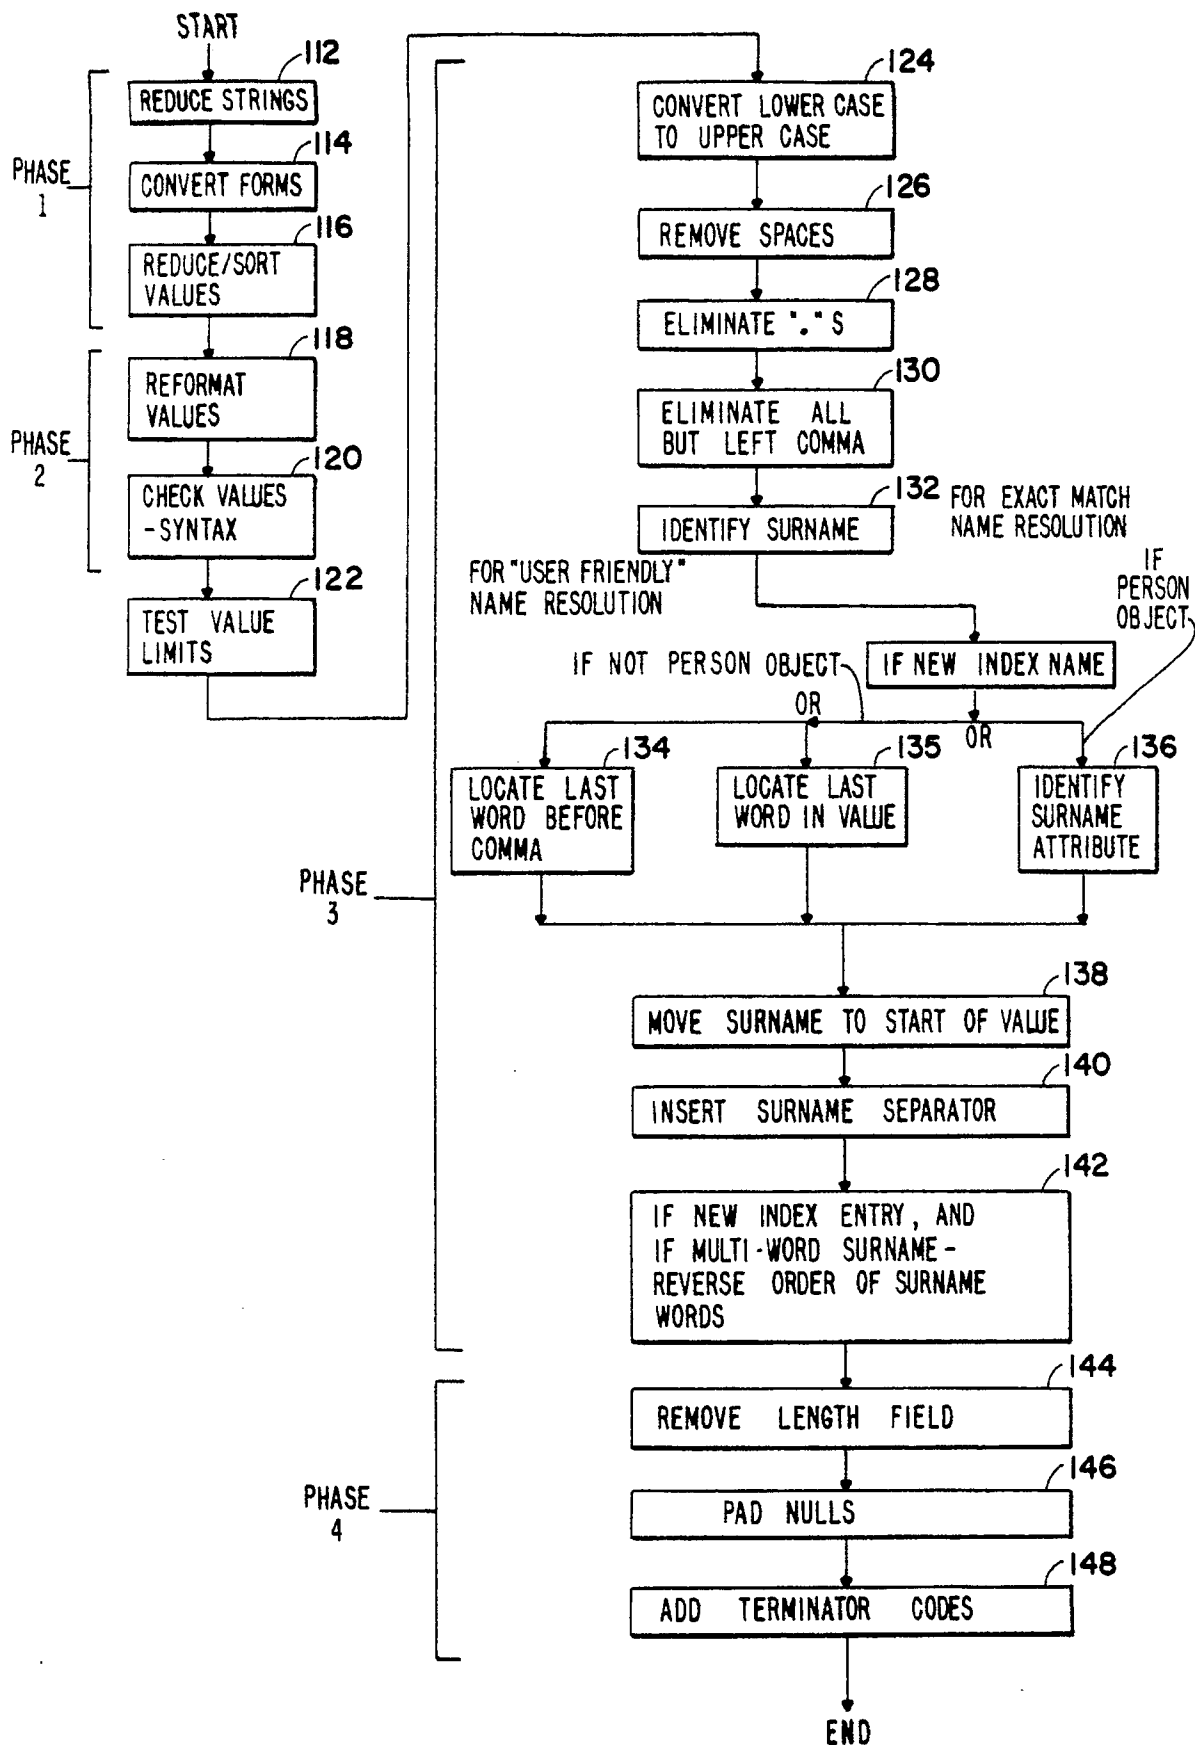 START
112
REDUCE STRINGS
114
CONVERT FORMS
116
REDUCE/SORT
VALUES
PHASE
1
118
REFORMAT
VALUES
120
CHECK VALUES
-SYNTAX
PHASE
2
122
TEST VALUE
LIMITS
124
CONVERT LOWER CASE
TO UPPER CASE
126
REMOVE SPACES
128
ELIMINATE "." S
130
ELIMINATE ALL
BUT LEFT COMMA
132
IDENTIFY SURNAME
FOR EXACT MATCH
NAME RESOLUTION
FOR "USER FRIENDLY"
NAME RESOLUTION
IF
PERSON
OBJECT
IF NEW INDEX NAME
IF NOT PERSON OBJECT
OR
OR
134
LOCATE LAST
WORD BEFORE
COMMA
135
LOCATE LAST
WORD IN VALUE
136
IDENTIFY
SURNAME
ATTRIBUTE
PHASE
3
138
MOVE SURNAME TO START OF VALUE
140
INSERT SURNAME SEPARATOR
142
IF NEW INDEX ENTRY, AND
IF MULTI-WORD SURNAME-
REVERSE ORDER OF SURNAME
WORDS
144
REMOVE LENGTH FIELD
146
PAD NULLS
PHASE
4
148
ADD TERMINATOR CODES
END